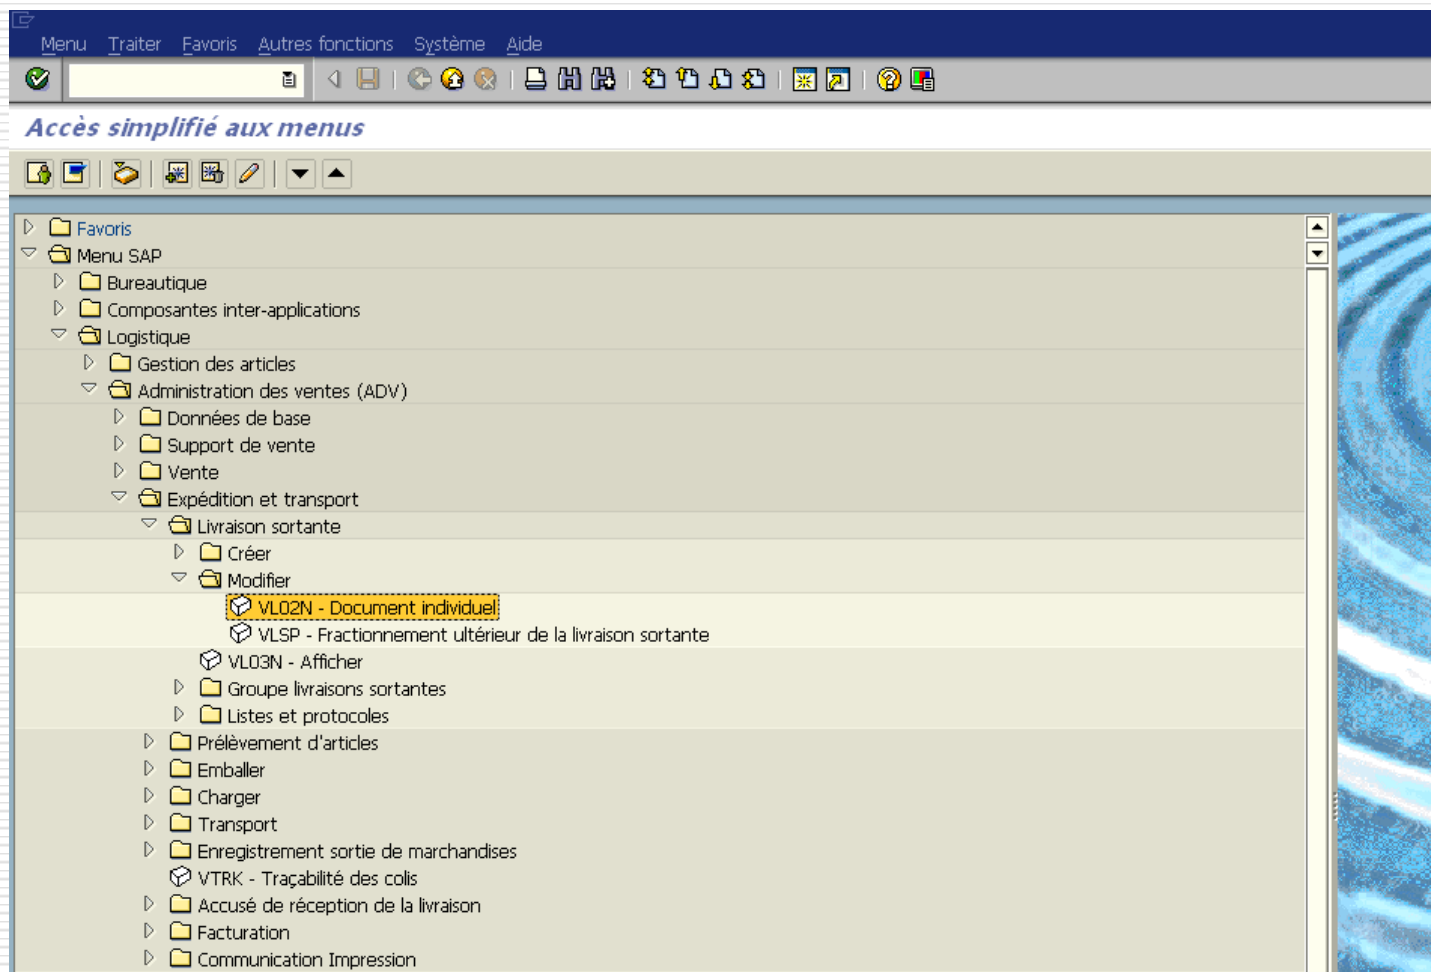 Menu Traiter Favoris Autres fonctions Système Aide
Accès simplifié aux menus
Favoris
Menu SAP
Bureautique
Composantes inter-applications
Logistique
Gestion des articles
Administration des ventes (ADV)
Données de base
Support de vente
Vente
Expédition et transport
Livraison sortante
Créer
Modifier
VL02N - Document individuel
VLSP - Fractionnement ultérieur de la livraison sortante
VL03N - Afficher
Groupe livraisons sortantes
Listes et protocoles
Prélèvement d'articles
Emballer
Charger
Transport
Enregistrement sortie de marchandises
VTRK - Traçabilité des colis
Accusé de réception de la livraison
Facturation
Communication Impression